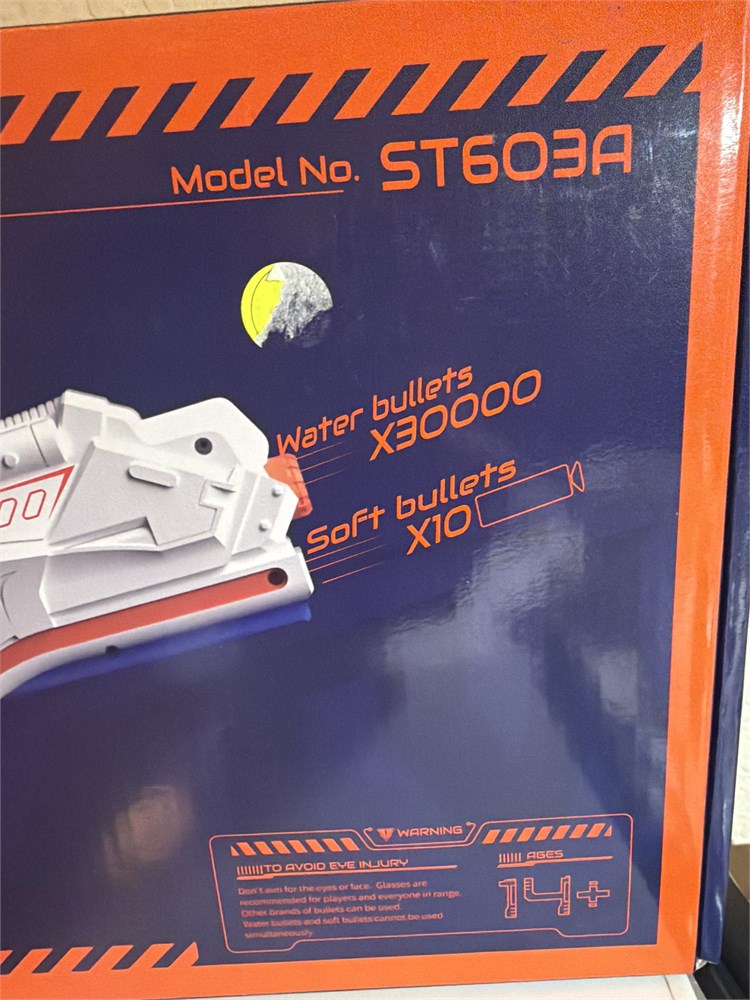 Model No. ST603A
Water bullets
X30000
Soft bullets
X10
00
WARNING
TO AVOID EYE INJURY
Don't aim for the eyes or face. Glasses are
recommended for players and everyone in range.
Other brands of bullets can be used.
Water bullets and soft bullets cannot be used
simultaneously.
AGES
14+